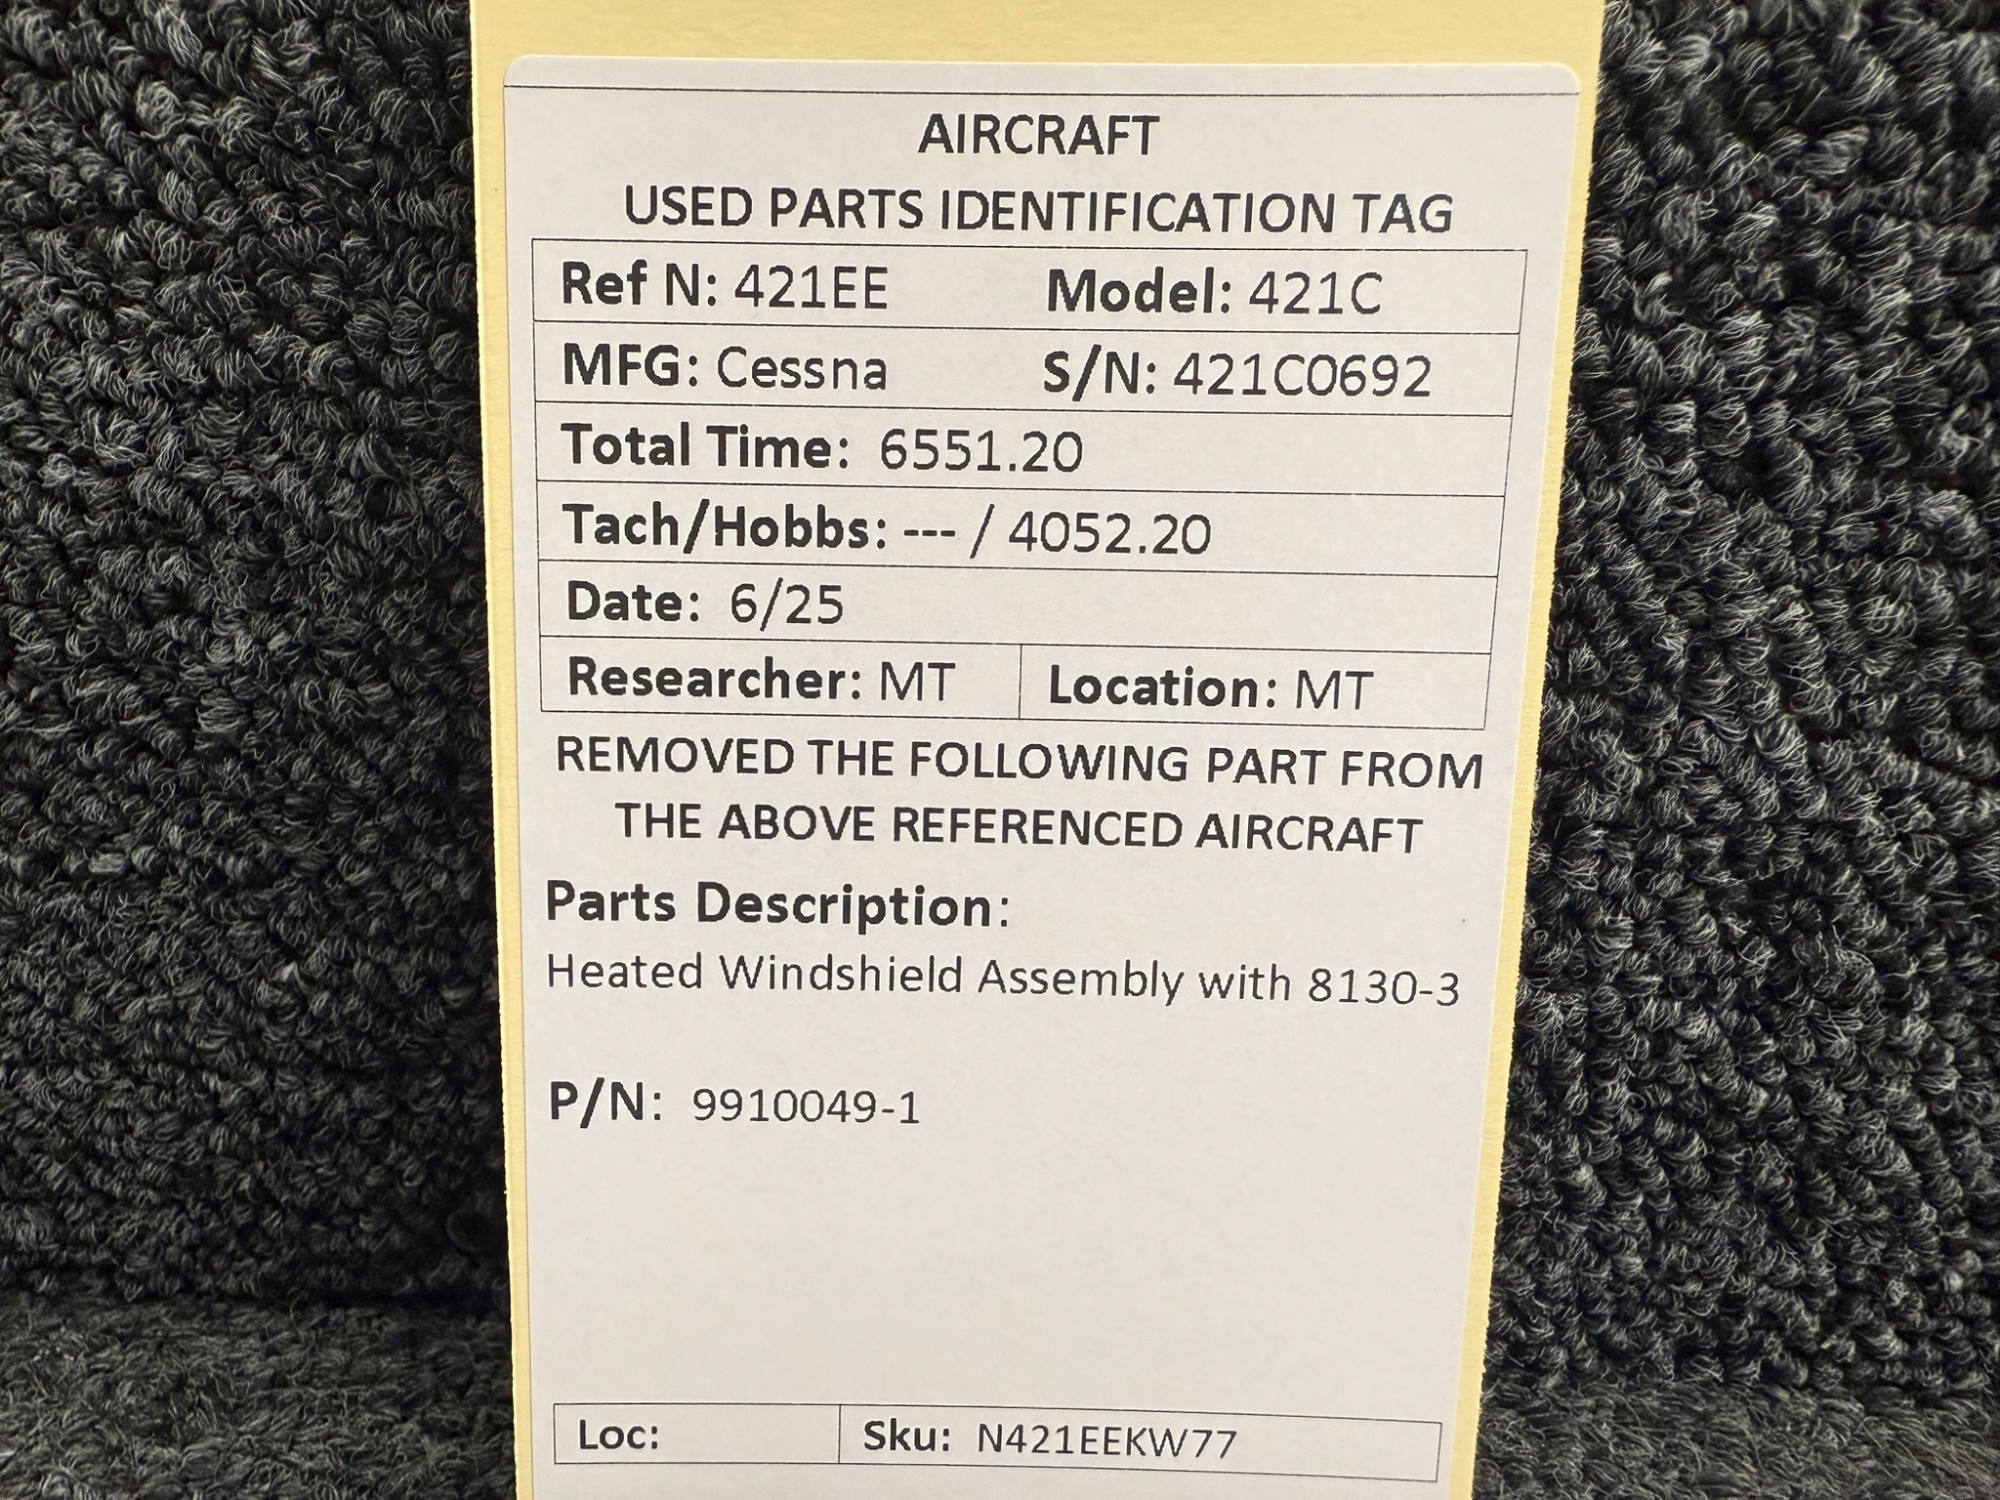 AIRCRAFT
USED PARTS IDENTIFICATION TAG
Ref N: 421EE Model: 421C
MFG: Cessna S/N: 421C0692
Total Time: 6551.20
Tach/Hobbs: --- / 4052.20
Date: 6/25
Researcher: MT Location: MT
REMOVED THE FOLLOWING PART FROM
THE ABOVE REFERENCED AIRCRAFT
Parts Description:
Heated Windshield Assembly with 8130-3
P/N: 9910049-1
Loc: Sku: N421EEKW77